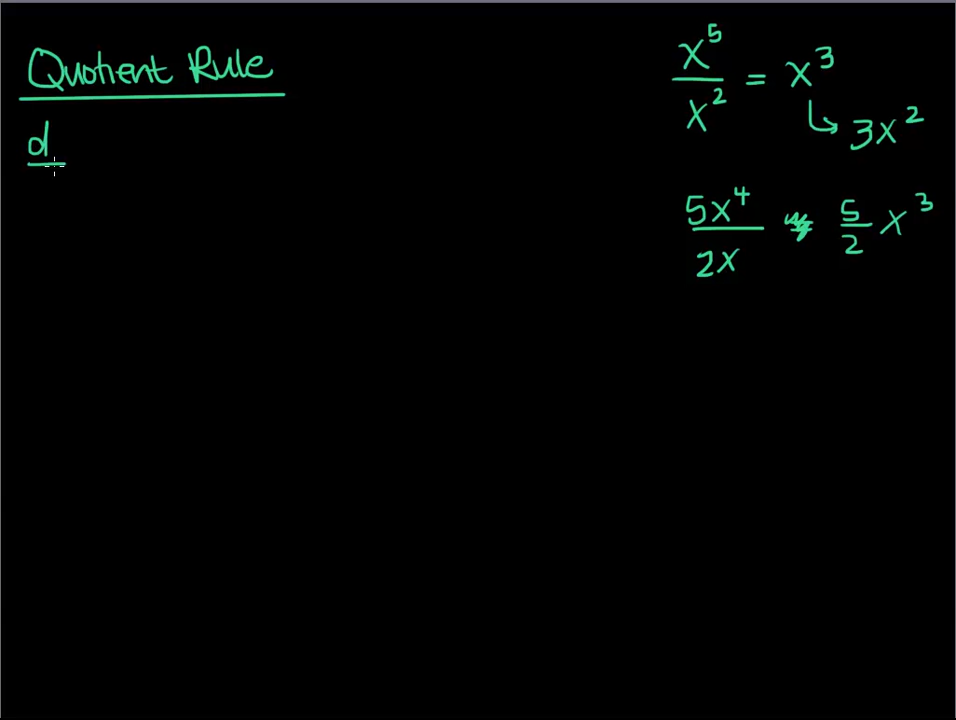 Quotient Rule
d
x^5 / x^2 = x^3
↳ 3x^2
5x^4 / 2x 5/2 x^3